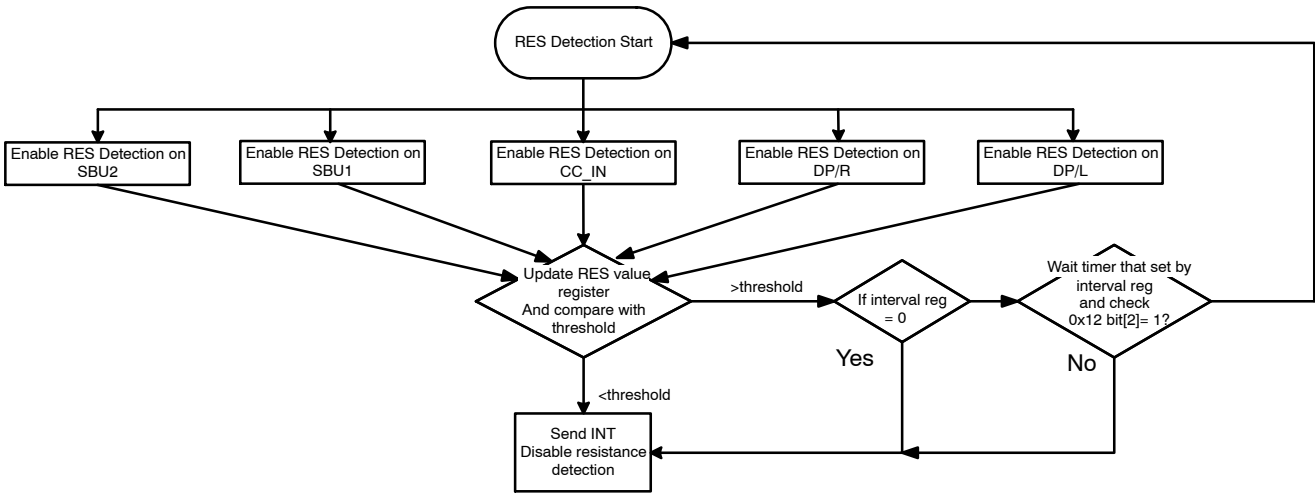 RES Detection Start
Enable RES Detection on
SBU2
Enable RES Detection on
SBU1
Enable RES Detection on
CC_IN
Enable RES Detection on
DP/R
Enable RES Detection on
DP/L
Update RES value
register
And compare with
threshold
>threshold
If interval reg
= 0
Wait timer that set by
interval reg
and check
0x12 bit[2]= 1?
Yes
No
<threshold
Send INT
Disable resistance
detection